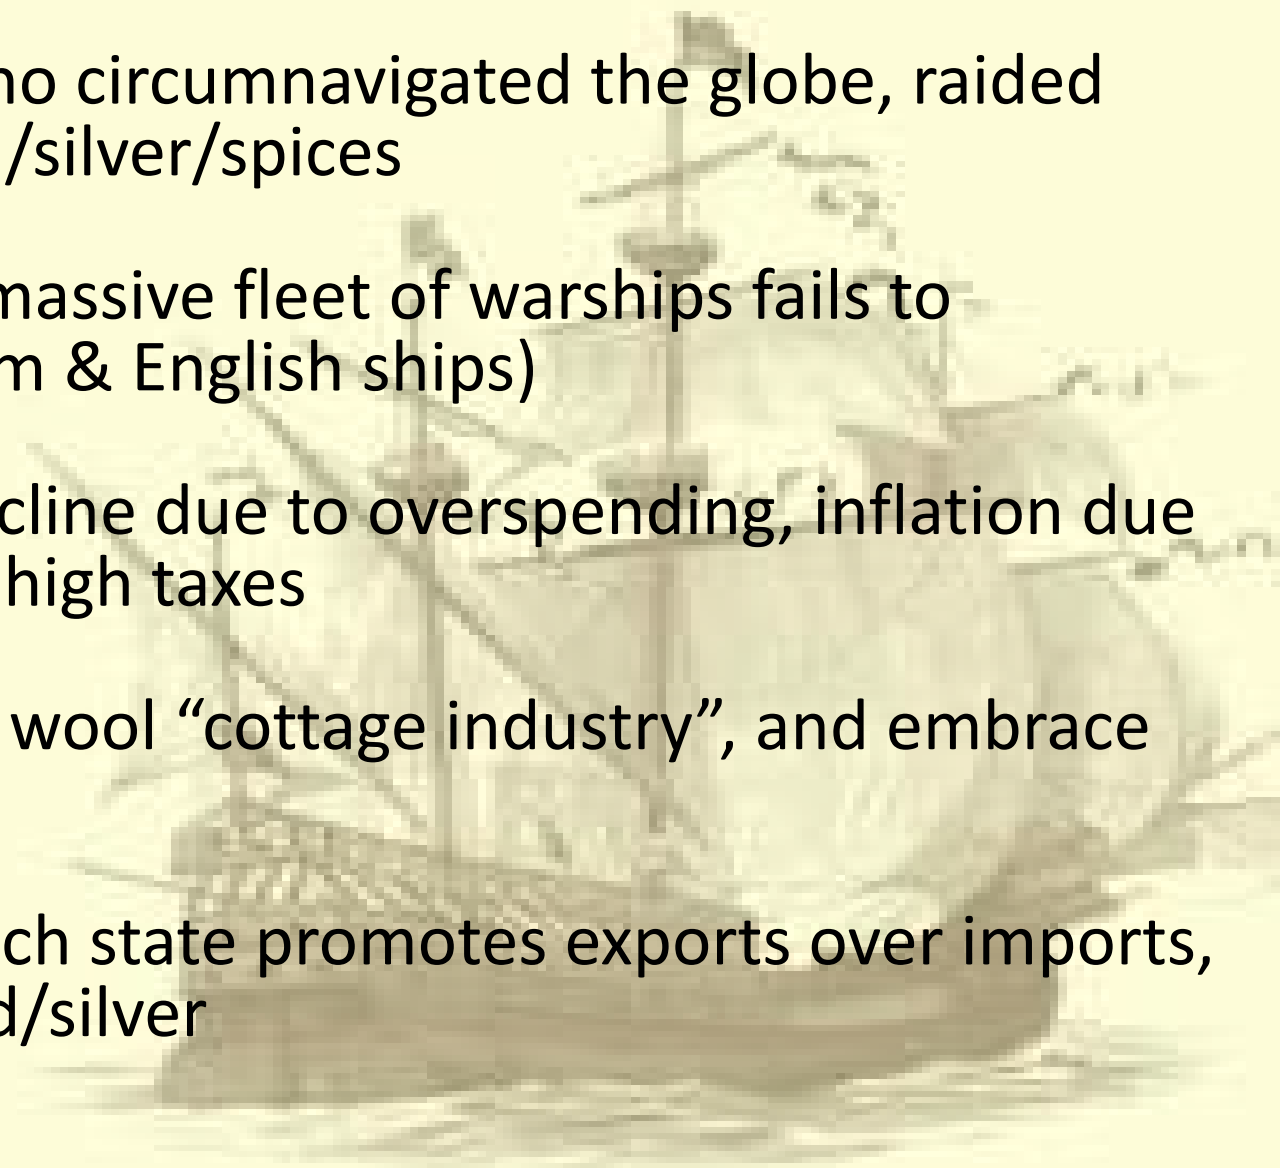 no circumnavigated the globe, raided
/silver/spices
massive fleet of warships fails to
m & English ships)
cline due to overspending, inflation due
high taxes
wool “cottage industry”, and embrace
ch state promotes exports over imports,
d/silver